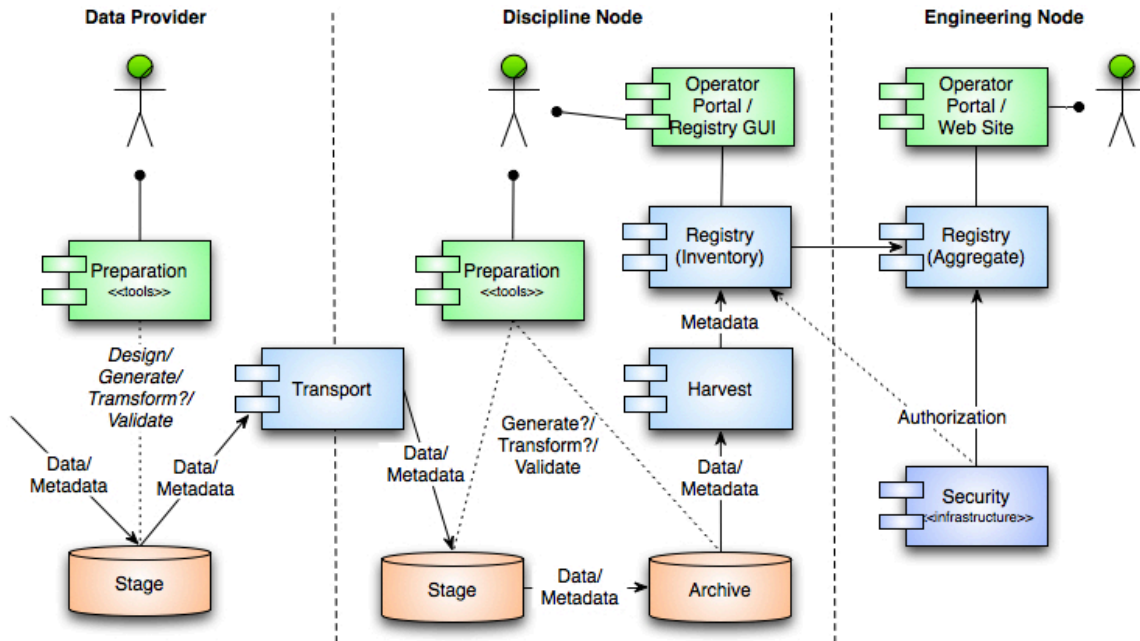 Data Provider
Discipline Node
Engineering Node
Operator
Portal /
Registry GUI
Operator
Portal /
Web Site
Preparation
<<tools>>
Preparation
<<tools>>
Registry
(Inventory)
Registry
(Aggregate)
Metadata
Design/
Generate/
Tramsform?/
Validate
Transport
Harvest
Generate?/
Transform?/
Validate
Authorization
Data/
Metadata
Data/
Metadata
Data/
Metadata
Data/
Metadata
Security
<<infrastructure>>
Stage
Stage
Data/
Metadata
Archive